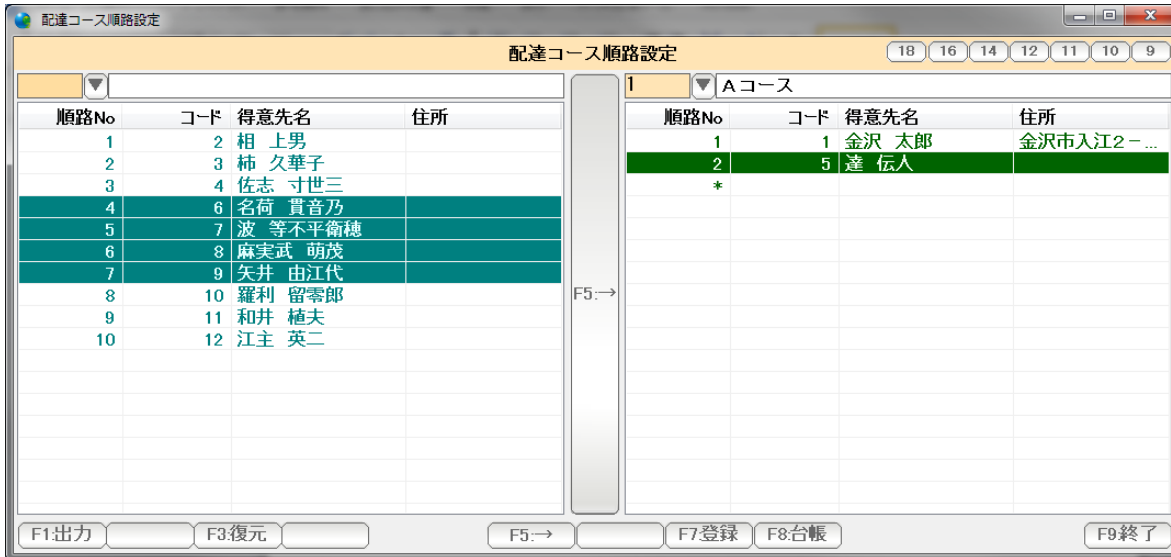 配達コース順路設定
配達コース順路設定 18 16 14 12 11 10 9
1 Aコース
順路No コード 得意先名 住所 順路No コード 得意先名 住所
1 2 相 上男 1 1 金沢 太郎 金沢市入江2－...
2 3 柿 久華子 2 5 達 伝人
3 4 佐志 寸世三 *
4 6 名荷 貫音乃
5 7 波 等不平衛穂
6 8 麻実武 萌茂
7 9 矢井 由江代
8 10 羅利 留零郎 F5:→
9 11 和井 植夫
10 12 江主 英二
F1:出力 F3:復元 F5:→ F7:登録 F8:台帳 F9:終了